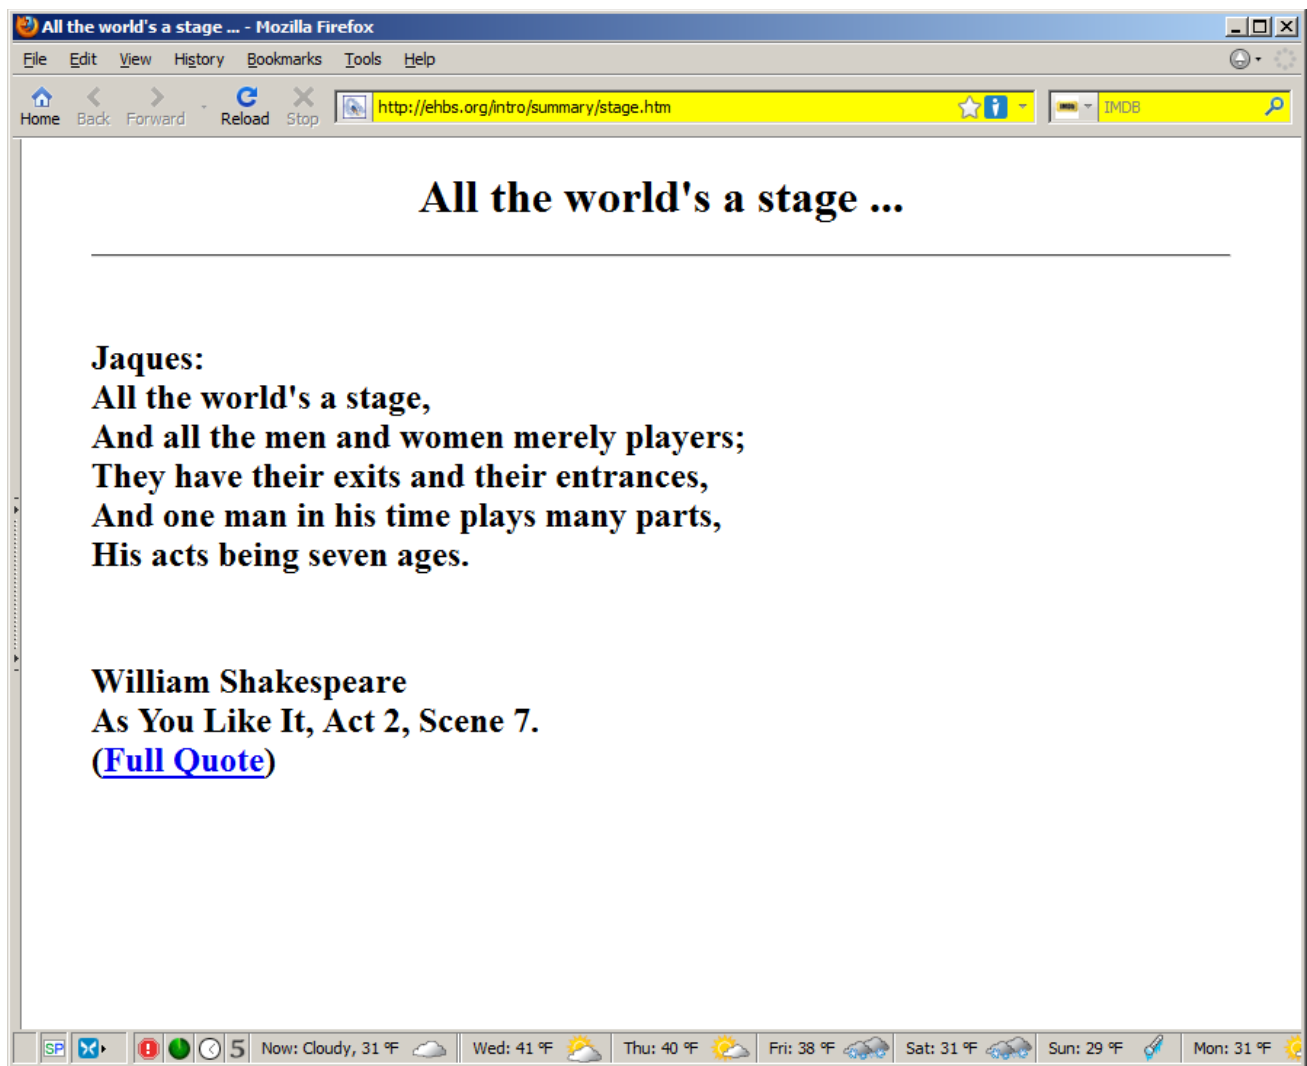 All the world's a stage ... - Mozilla Firefox
File Edit View History Bookmarks Tools Help
Home Back Forward Reload Stop http://ehbs.org/intro/summary/stage.htm IMDB
All the world's a stage ...
Jaques:
All the world's a stage,
And all the men and women merely players;
They have their exits and their entrances,
And one man in his time plays many parts,
His acts being seven ages.
William Shakespeare
As You Like It, Act 2, Scene 7.
(Full Quote)
SP 5 Now: Cloudy, 31 °F Wed: 41 °F Thu: 40 °F Fri: 38 °F Sat: 31 °F Sun: 29 °F Mon: 31 °F